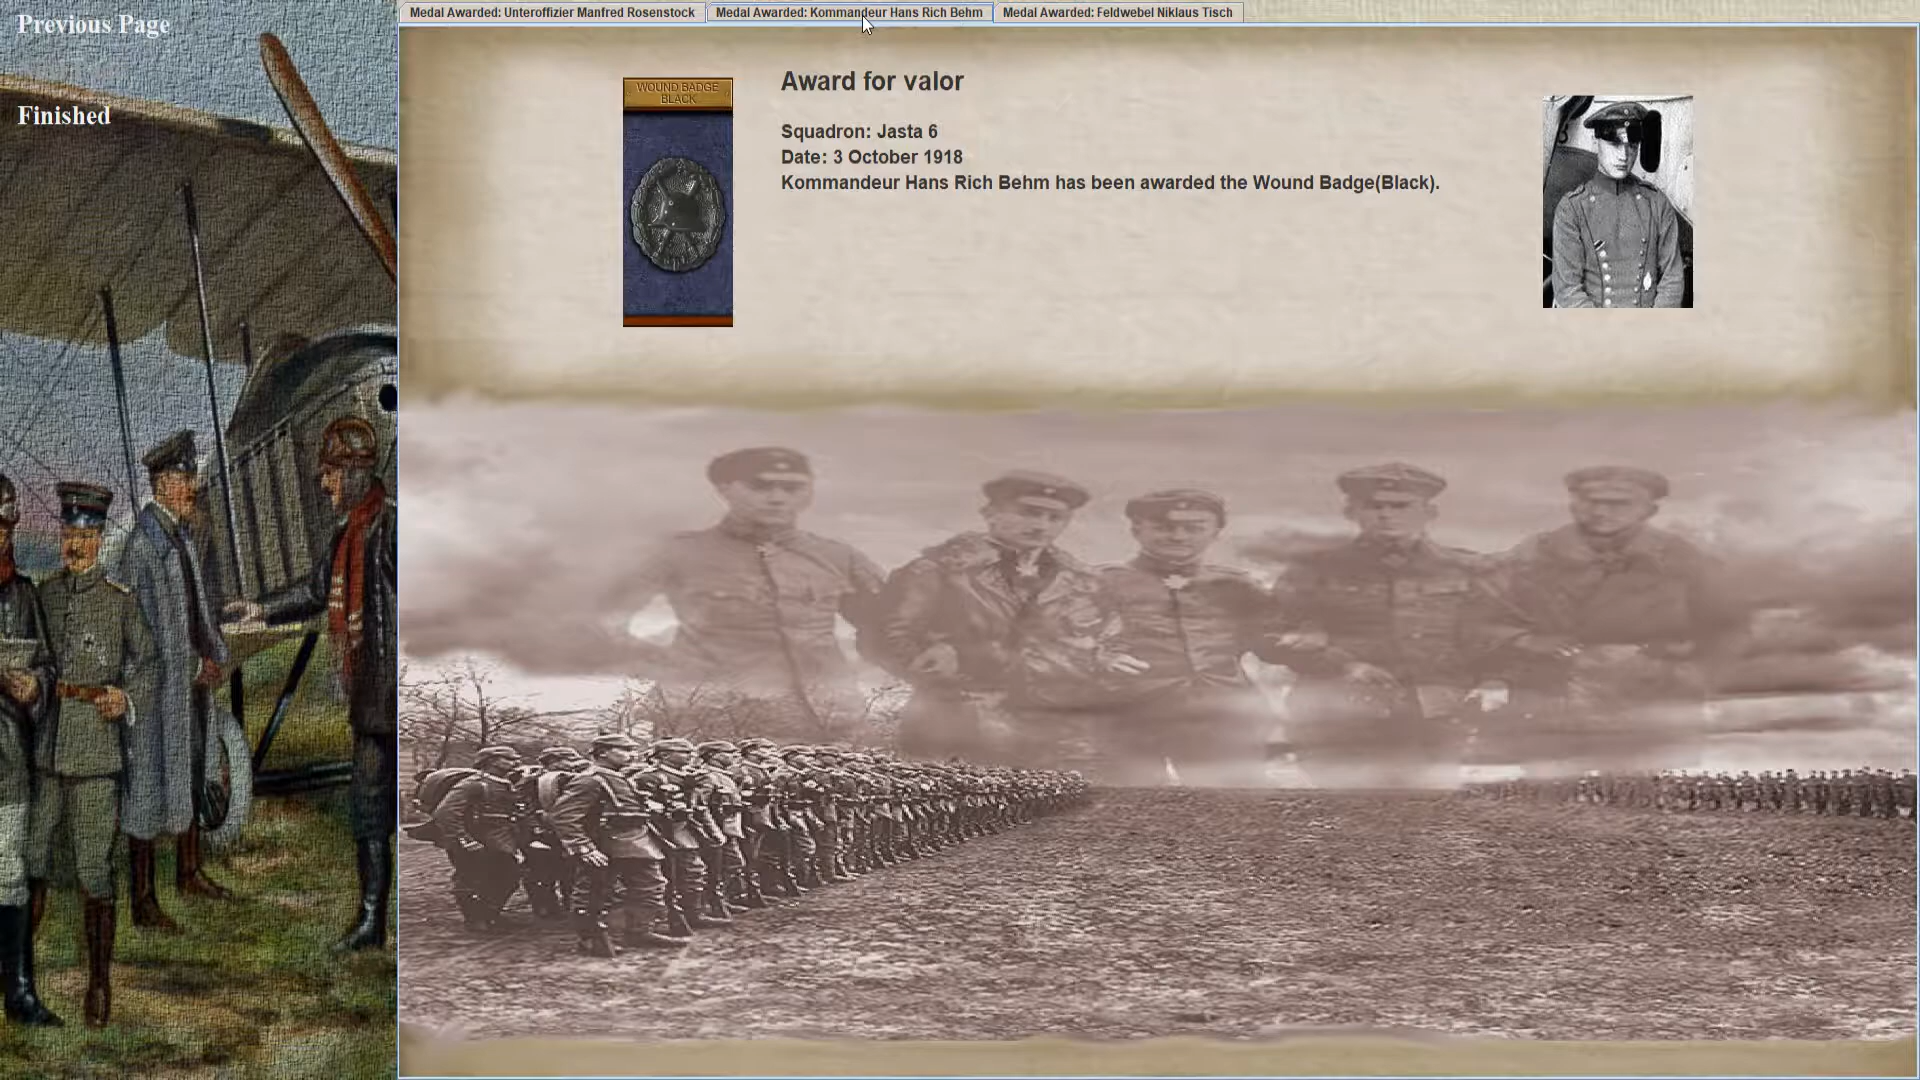 Previous Page
Finished
Medal Awarded: Unteroffizier Manfred Rosenstock
Medal Awarded: Kommandeur Hans Rich Behm
Medal Awarded: Feldwebel Niklaus Tisch
WOUND BADGE
BLACK
Award for valor
Squadron: Jasta 6
Date: 3 October 1918
Kommandeur Hans Rich Behm has been awarded the Wound Badge(Black).